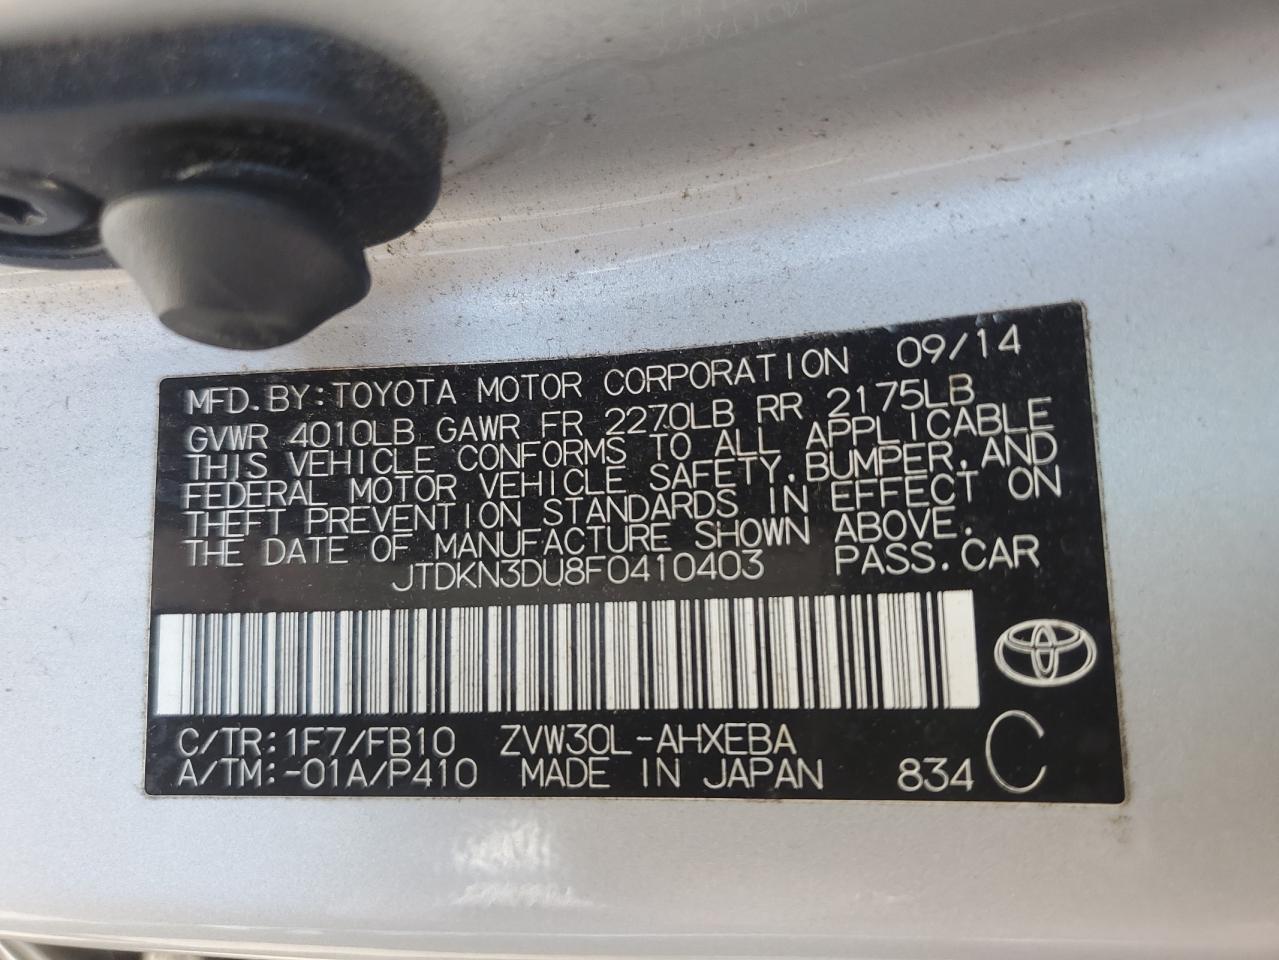 MFD. BY: TOYOTA MOTOR CORPORATION 09/14
GVWR 4010LB GAWR FR 2270LB RR 2175LB
THIS VEHICLE CONFORMS TO ALL APPLICABLE
FEDERAL MOTOR VEHICLE SAFETY, BUMPER, AND
THEFT PREVENTION STANDARDS IN EFFECT ON
THE DATE OF MANUFACTURE SHOWN ABOVE.
JTDKN3DU8F0410403 PASS. CAR
C/TR: 1F7/FB10 ZVW30L-AHXEBA C
A/TM: -01A/P410 MADE IN JAPAN 834